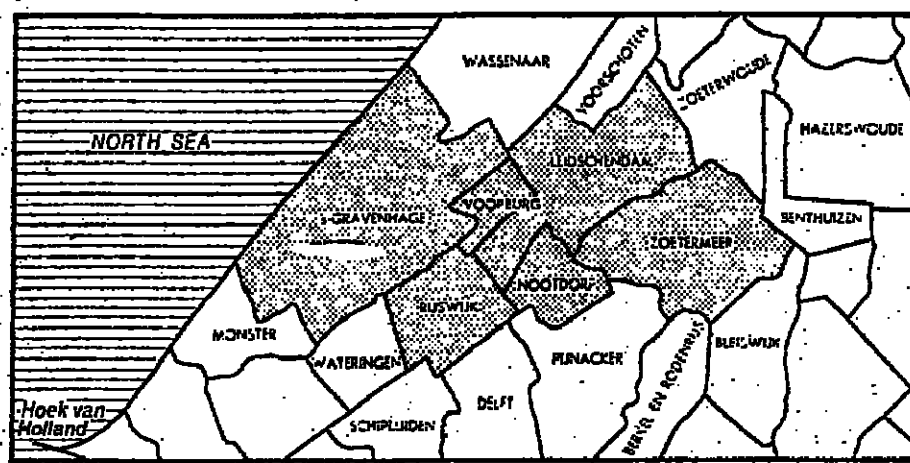 WASSENAAR
VOORSCHOTEN
ZOETERWOUDE
HAZERSWOUDE
NORTH SEA
LEIDSCHENDAAL
VOORBURG
s-GRAVENHAGE
BENTHUIZEN
ZOETERMEER
NOOTDORP
RIJSWIJK
MONSTER
WATERINGEN
PIJNACKER
BLEISWIJK
BERKEL EN RODENRIJS
DELFT
SCHIPLUIDEN
Hoek van
Holland